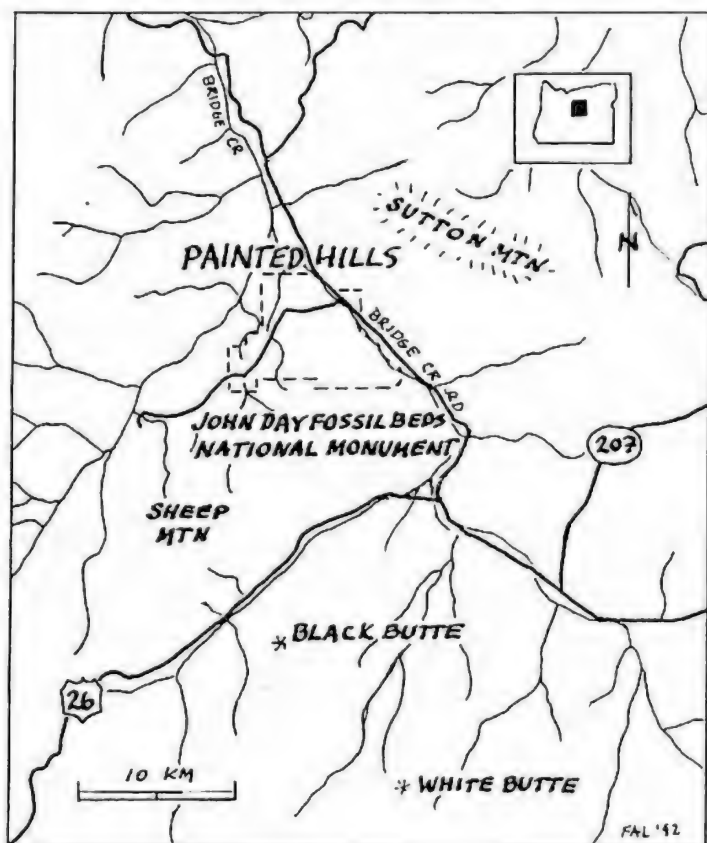 BRIDGE CR
SUTTON MTN
N
PAINTED HILLS
BRIDGE CR RD
JOHN DAY FOSSIL BEDS
NATIONAL MONUMENT
207
SHEEP
MTN
BLACK BUTTE
26
10 KM
WHITE BUTTE
FAL '92